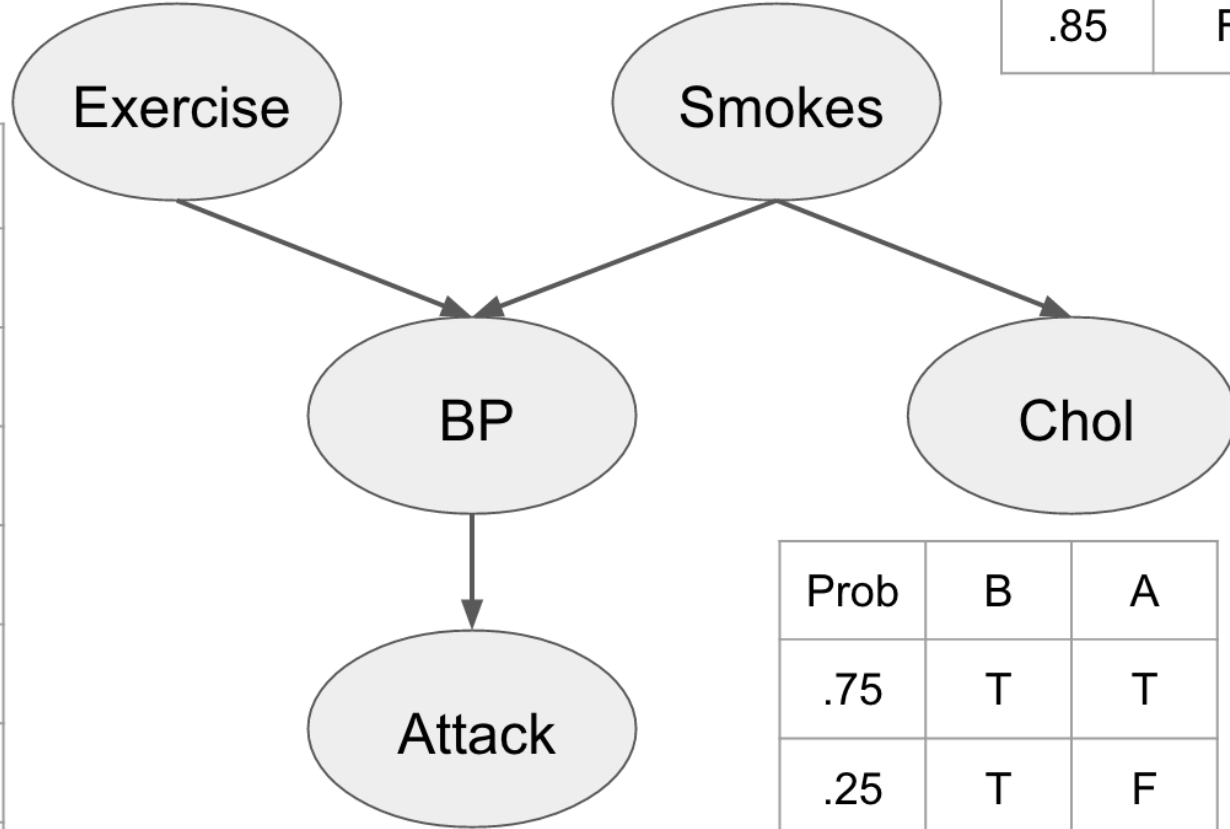 .85
Exercise
Smokes
BP
Chol
Prob B A
.75 T T
Attack
.25 T F